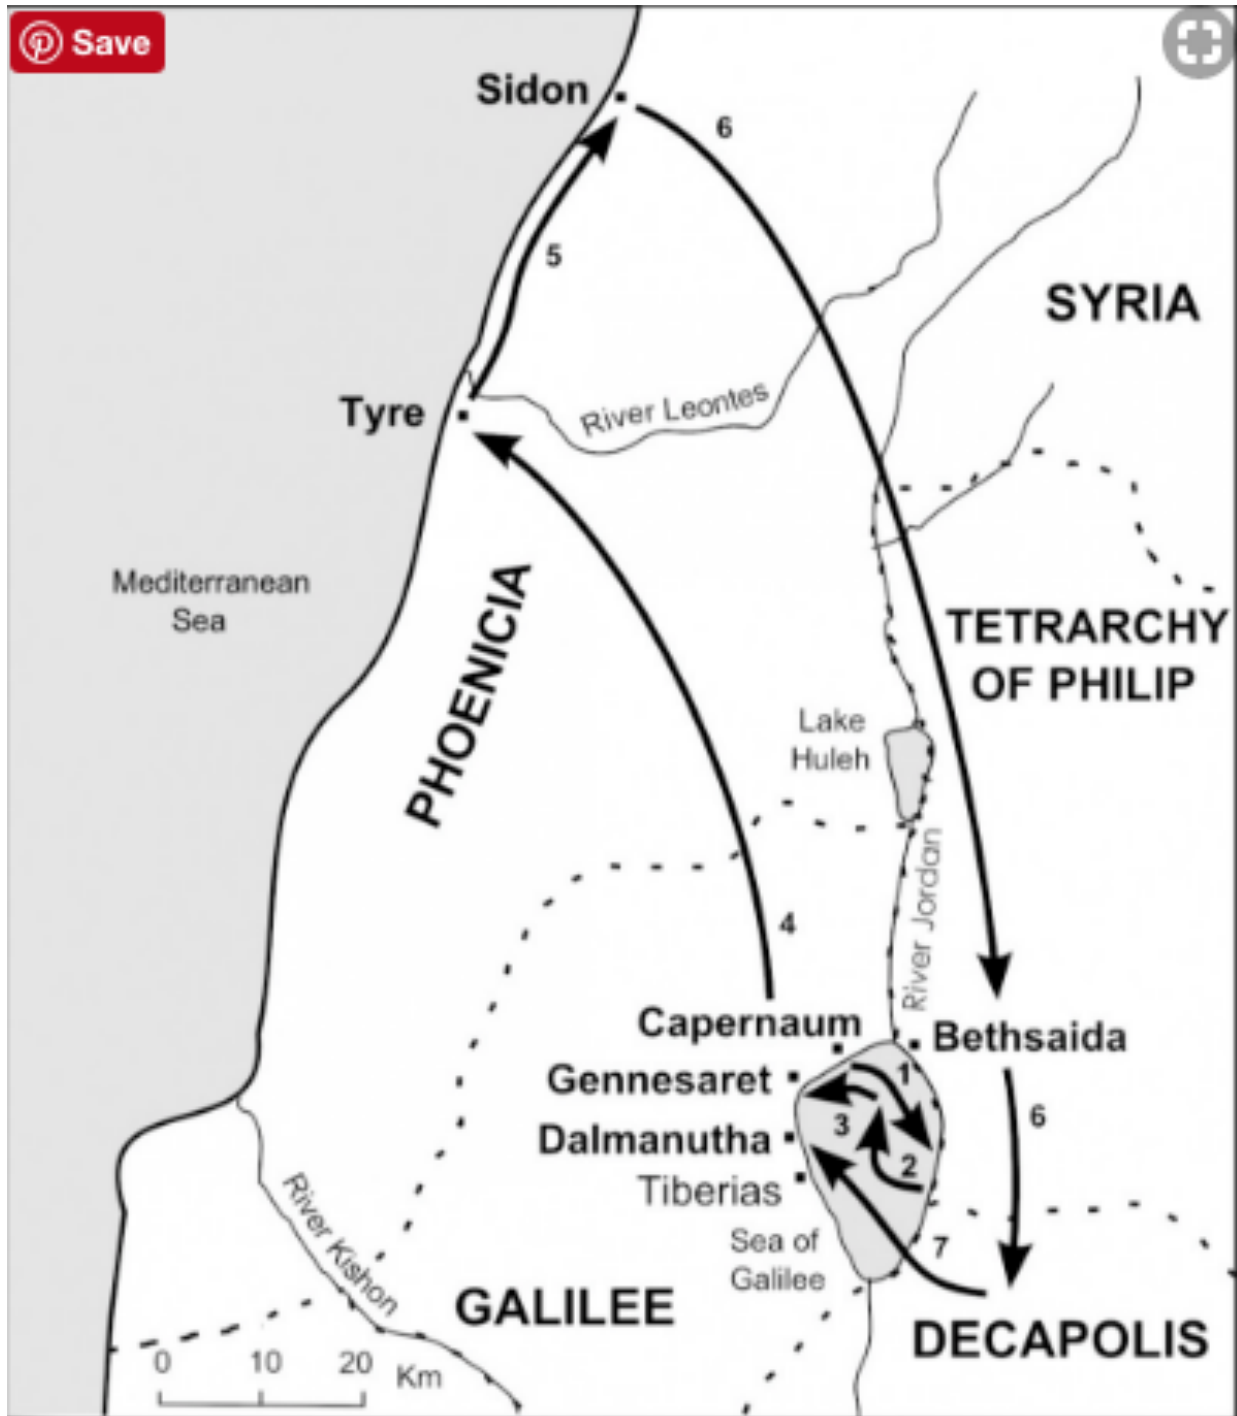 Save
Sidon
6
5
SYRIA
River Leontes
Tyre
Mediterranean
Sea
PHOENICIA
TETRARCHY
OF PHILIP
Lake
Huleh
River Jordan
4
Capernaum
Bethsaida
Gennesaret
1
3
6
Dalmanutha
2
Tiberias
River Kishon
Sea of
Galilee
7
GALILEE
DECAPOLIS
0 10 20
Km